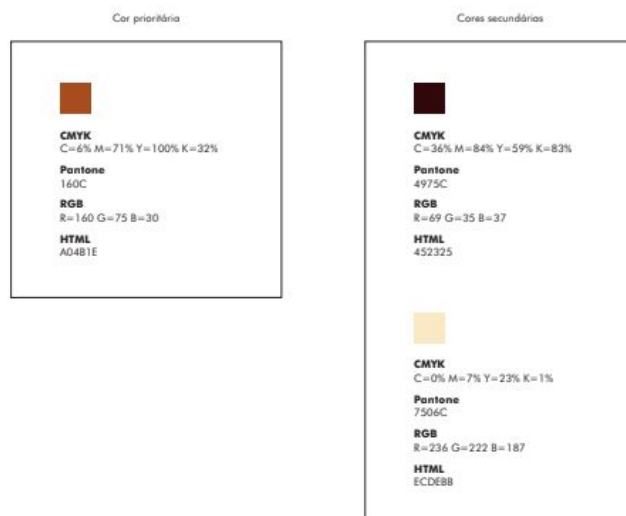 Cor prioritária
CMYK
C=6% M=71% Y=100% K=32%
Pantone
160C
RGB
R=160 G=75 B=30
HTML
A04B1E
Cores secundárias
CMYK
C=36% M=84% Y=59% K=83%
Pantone
4975C
RGB
R=69 G=35 B=37
HTML
452325
CMYK
C=0% M=7% Y=23% K=1%
Pantone
7506C
RGB
R=236 G=222 B=187
HTML
ECDEBB